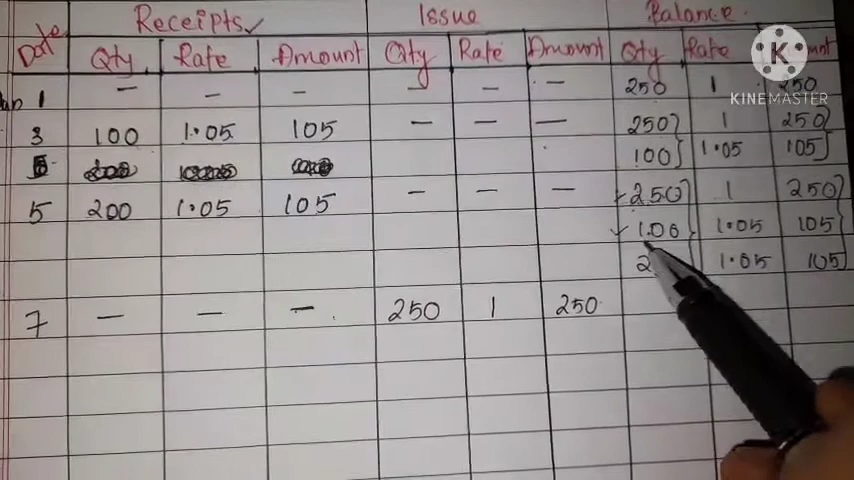 Receipts Issue Balance
Date Qty Rate Amount Qty Rate Amount Qty Rate
1 — — — — — — 250 1 250
3 100 1.05 105 — — — 250 1 250
100 1.05 105
5 200 1.05 105 — — — 250 1 250
100 1.05 105
1.05 105
7 — — — 250 1 250
K
KINEMASTER